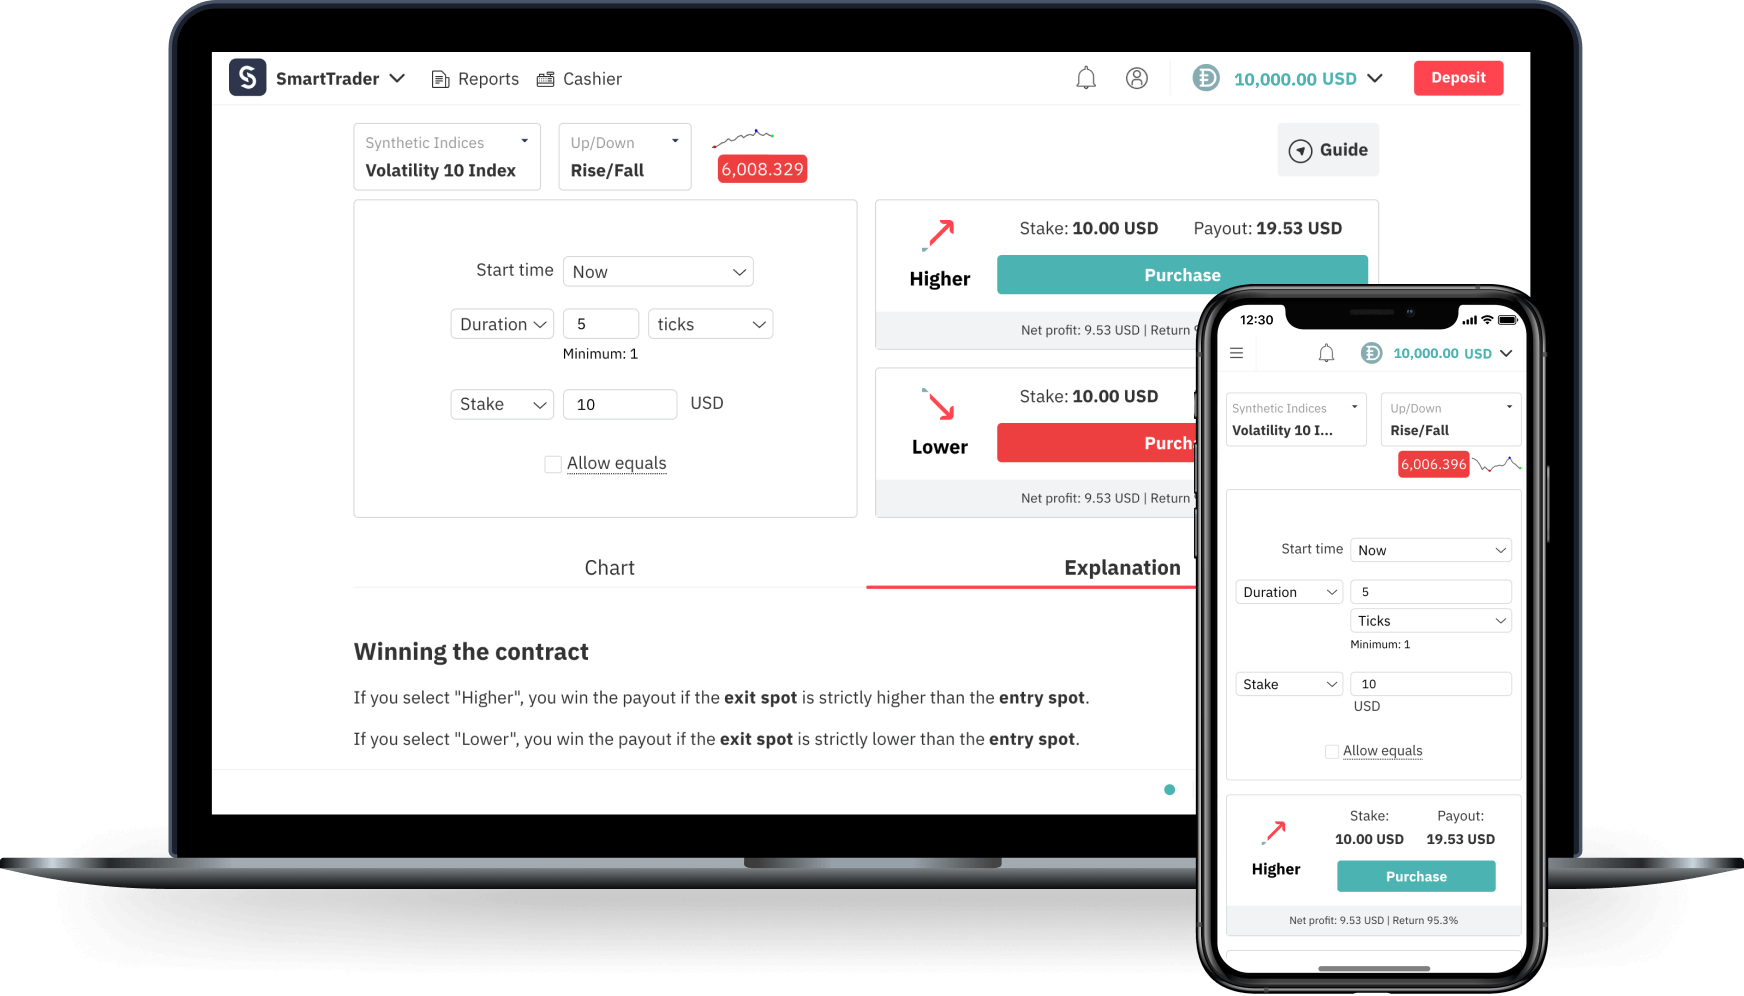 SmartTrader
Reports
Cashier
10,000.00 USD
Deposit
Synthetic Indices
Volatility 10 Index
Up/Down
Rise/Fall
6,008.329
Guide
Start time
Now
Duration
5
ticks
Minimum: 1
Stake
10
USD
Allow equals
Higher
Stake: 10.00 USD
Payout: 19.53 USD
Purchase
Net profit: 9.53 USD | Return
Lower
Stake: 10.00 USD
Net profit: 9.53 USD | Return
Chart
Explanation
Winning the contract
If you select "Higher", you win the payout if the exit spot is strictly higher than the entry spot.
If you select "Lower", you win the payout if the exit spot is strictly lower than the entry spot.
12:30
10,000.00 USD
Synthetic Indices
Volatility 10 I...
Up/Down
Rise/Fall
6,006.396
Start time
Now
Duration
5
Ticks
Minimum: 1
Stake
10
USD
Allow equals
Higher
Stake:
10.00 USD
Payout:
19.53 USD
Purchase
Net profit: 9.53 USD | Return 95.3%